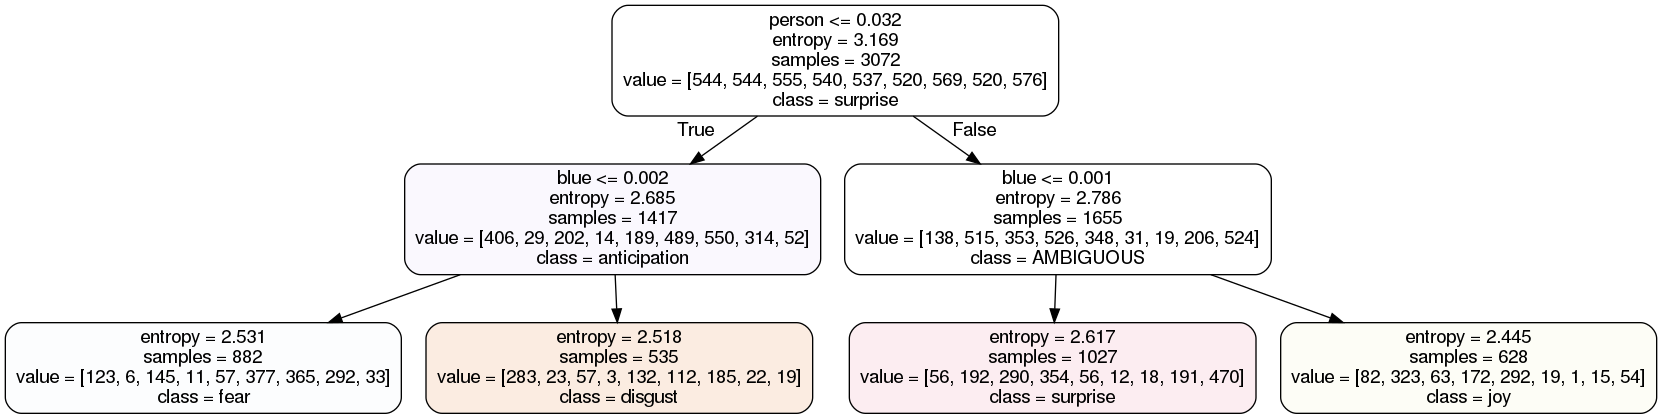 person <= 0.032
entropy = 3.169
samples = 3072
value = [544, 544, 555, 540, 537, 520, 569, 520, 576]
class = surprise
True
False
blue <= 0.002
entropy = 2.685
samples = 1417
value = [406, 29, 202, 14, 189, 489, 550, 314, 52]
class = anticipation
blue <= 0.001
entropy = 2.786
samples = 1655
value = [138, 515, 353, 526, 348, 31, 19, 206, 524]
class = AMBIGUOUS
entropy = 2.531
samples = 882
value = [123, 6, 145, 11, 57, 377, 365, 292, 33]
class = fear
entropy = 2.518
samples = 535
value = [283, 23, 57, 3, 132, 112, 185, 22, 19]
class = disgust
entropy = 2.617
samples = 1027
value = [56, 192, 290, 354, 56, 12, 18, 191, 470]
class = surprise
entropy = 2.445
samples = 628
value = [82, 323, 63, 172, 292, 19, 1, 15, 54]
class = joy